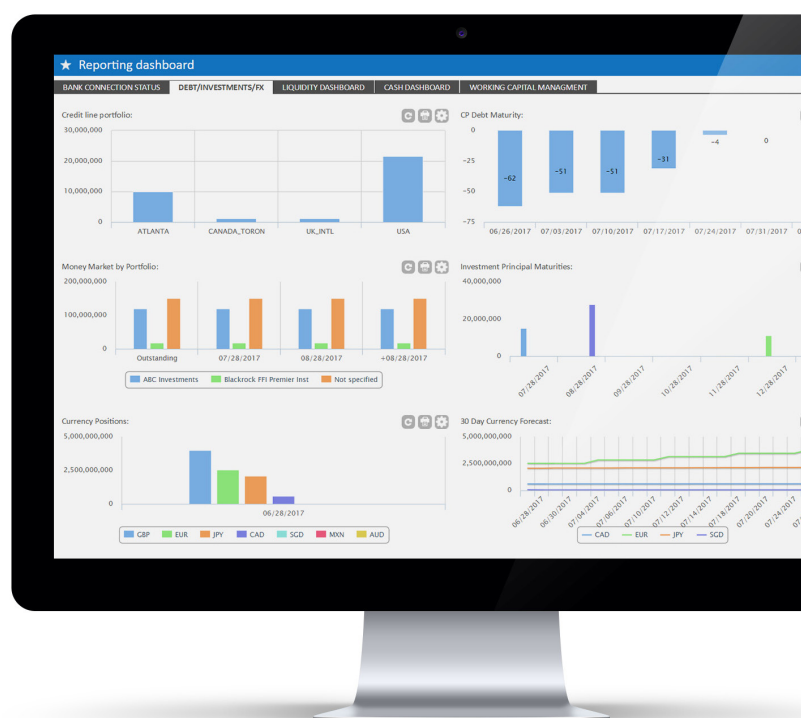 ★ Reporting dashboard
BANK CONNECTION STATUS DEBT/INVESTMENTS/FX LIQUIDITY DASHBOARD CASH DASHBOARD WORKING CAPITAL MANAGMENT
Credit line portfolio:
30,000,000
20,000,000
10,000,000
0
ATLANTA CANADA_TORON UK_INTL USA
CP Debt Maturity:
0
-25
-50
-75
-62 -51 -51 -31 -4 0
06/26/2017 07/03/2017 07/10/2017 07/17/2017 07/24/2017 07/31/2017
Money Market by Portfolio:
200,000,000
100,000,000
0
Outstanding 07/28/2017 08/28/2017 +08/28/2017
ABC Investments Blackrock FFI Premier Inst Not specified
Investment Principal Maturities:
40,000,000
20,000,000
0
07/28/2017 08/28/2017 09/28/2017 10/28/2017 11/28/2017 12/28/2017
Currency Positions:
5,000,000,000
2,500,000,000
0
06/28/2017
GBP EUR JPY CAD SGD MXN AUD
30 Day Currency Forecast:
5,000,000,000
2,500,000,000
0
06/28/2017 06/30/2017 07/04/2017 07/06/2017 07/10/2017 07/12/2017 07/14/2017 07/18/2017 07/20/2017 07/24/2017
CAD EUR JPY SGD